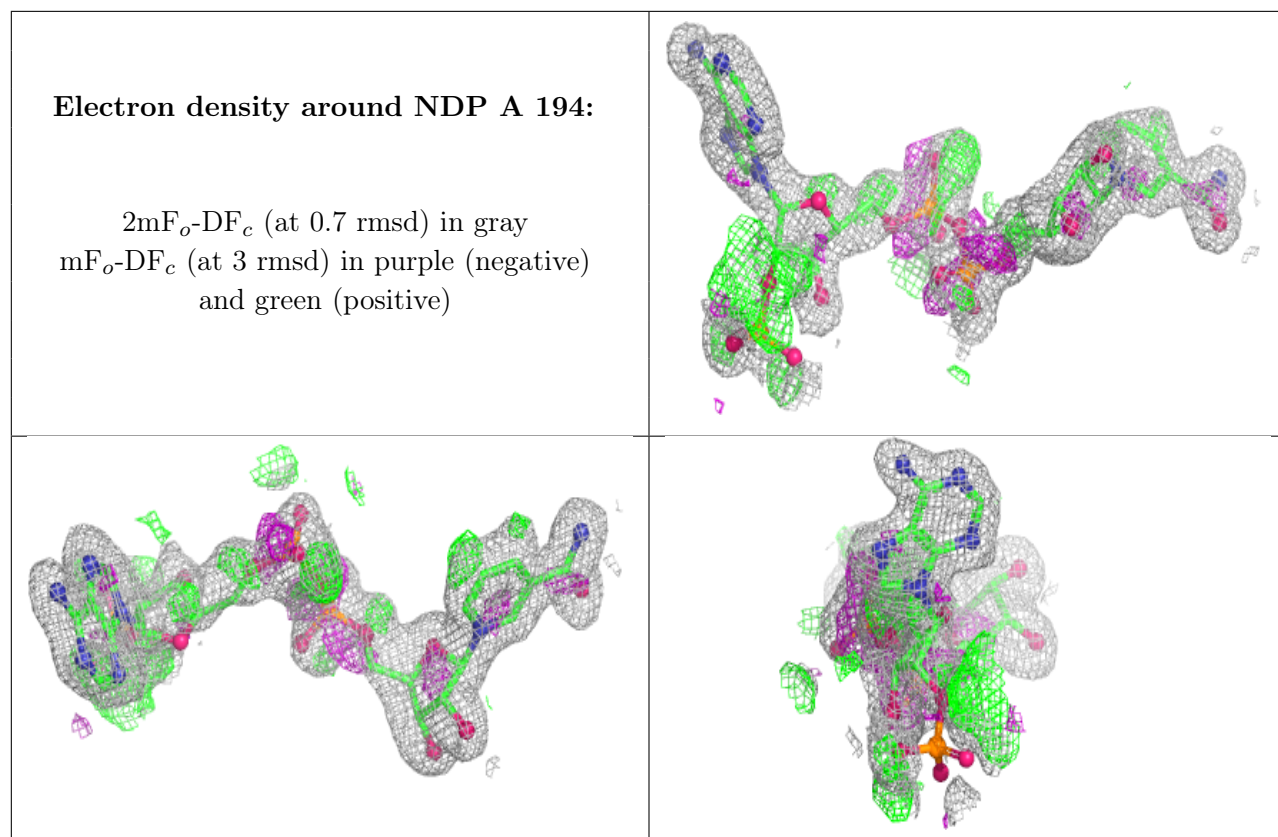 Electron density around NDP A 194:
2mFₒ-DF𝒸 (at 0.7 rmsd) in gray
mFₒ-DF𝒸 (at 3 rmsd) in purple (negative)
and green (positive)